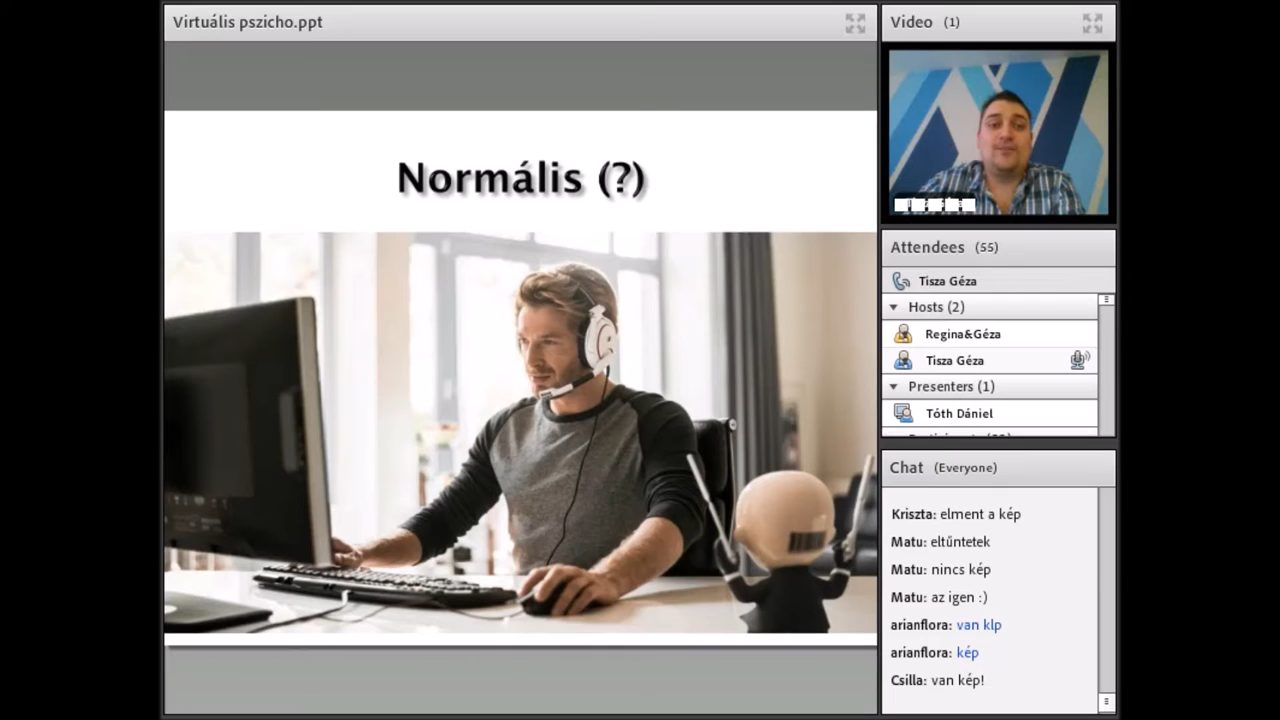 Virtuális pszicho.ppt
Normális (?)
Video (1)
Attendees (55)
Tisza Géza
Hosts (2)
Regina&Géza
Tisza Géza
Presenters (1)
Tóth Dániel
Chat (Everyone)
Kriszta: elment a kép
Matu: eltűntetek
Matu: nincs kép
Matu: az igen :)
arianflora: van klp
arianflora: kép
Csilla: van kép!